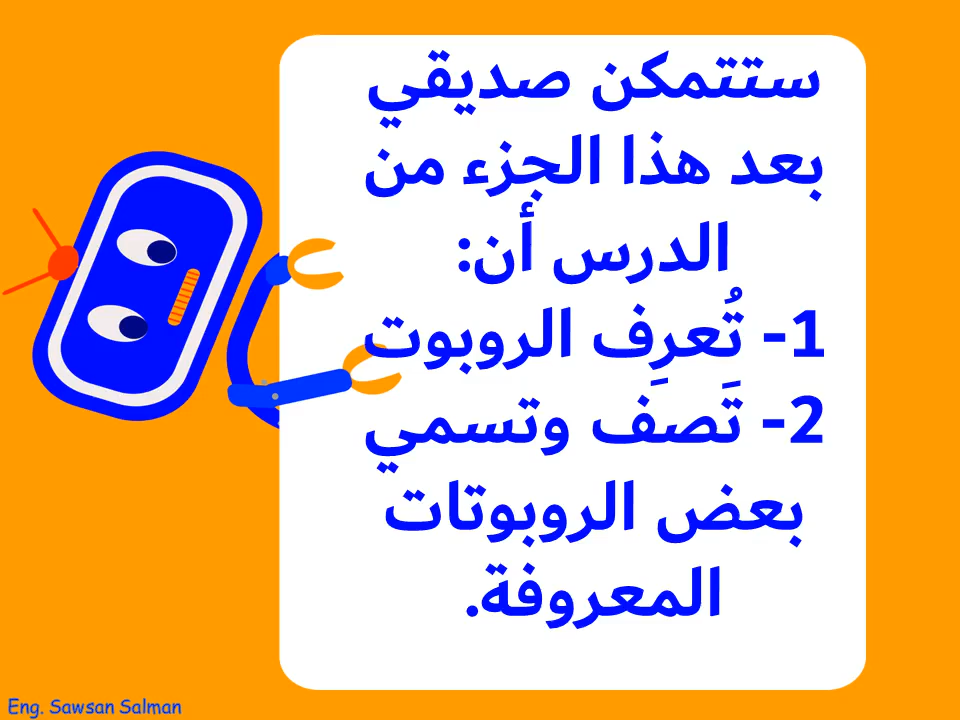 ستتمكن صديقي
بعد هذا الجزء من
الدرس أن:
1- تُعرِف الروبوت
2- تَصَف وتسمي
بعض الروبوتات
المعروفة.
Eng. Sawsan Salman